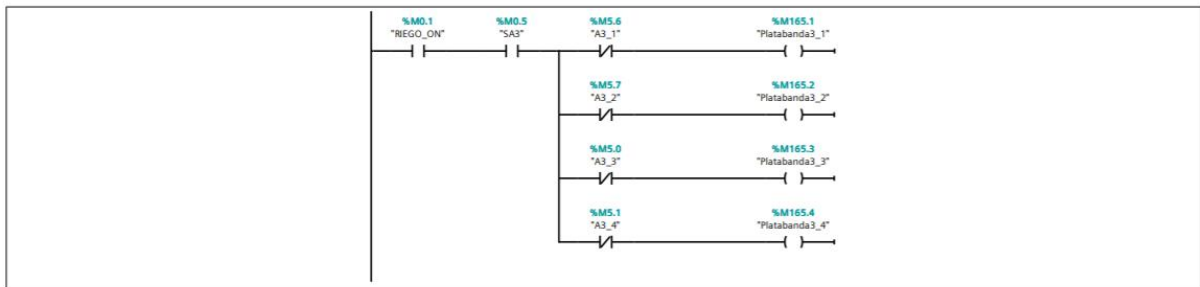 %M0.1 %M0.5 %M5.6 %M165.1
"RIEGO_ON" "SA3" "A3_1" "Platabanda3_1"
%M5.7 %M165.2
"A3_2" "Platabanda3_2"
%M5.0 %M165.3
"A3_3" "Platabanda3_3"
%M5.1 %M165.4
"A3_4" "Platabanda3_4"